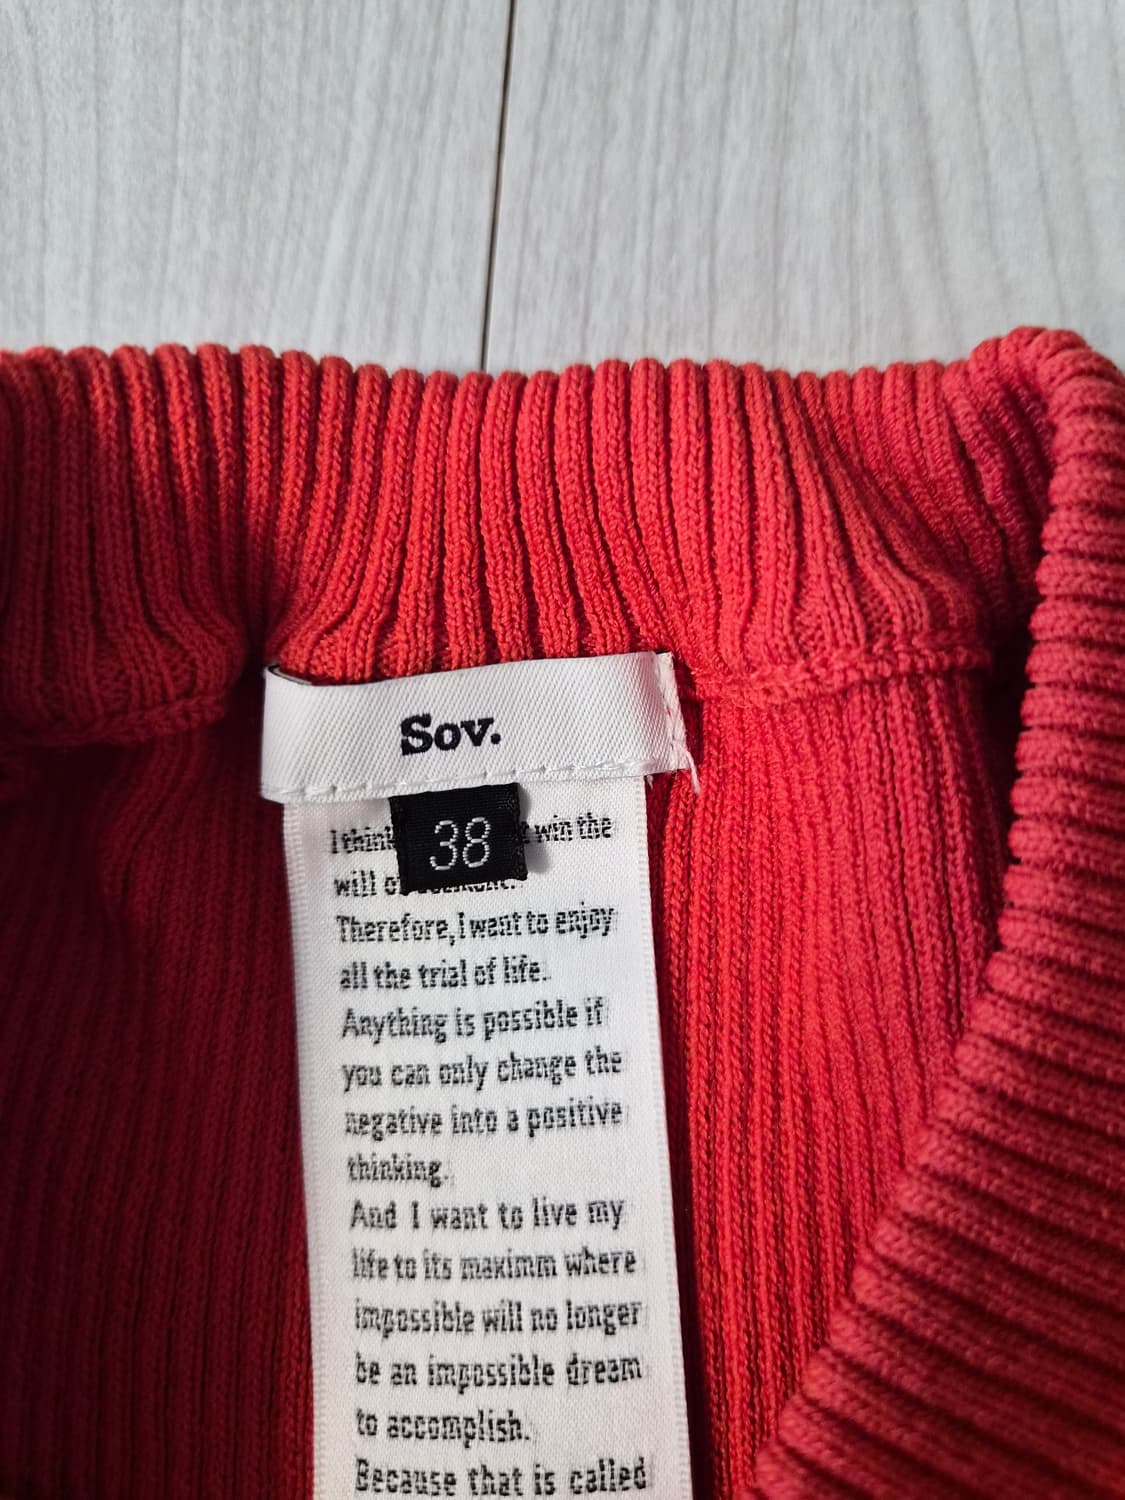 Sov.
38
I think win the
will of
Therefore, I want to enjoy
all the trial of life.
Anything is possible if
you can only change the
negative into a positive
thinking.
And I want to live my
life to its maximm where
impossible will no longer
be an impossible dream
to accomplish.
Because that is called